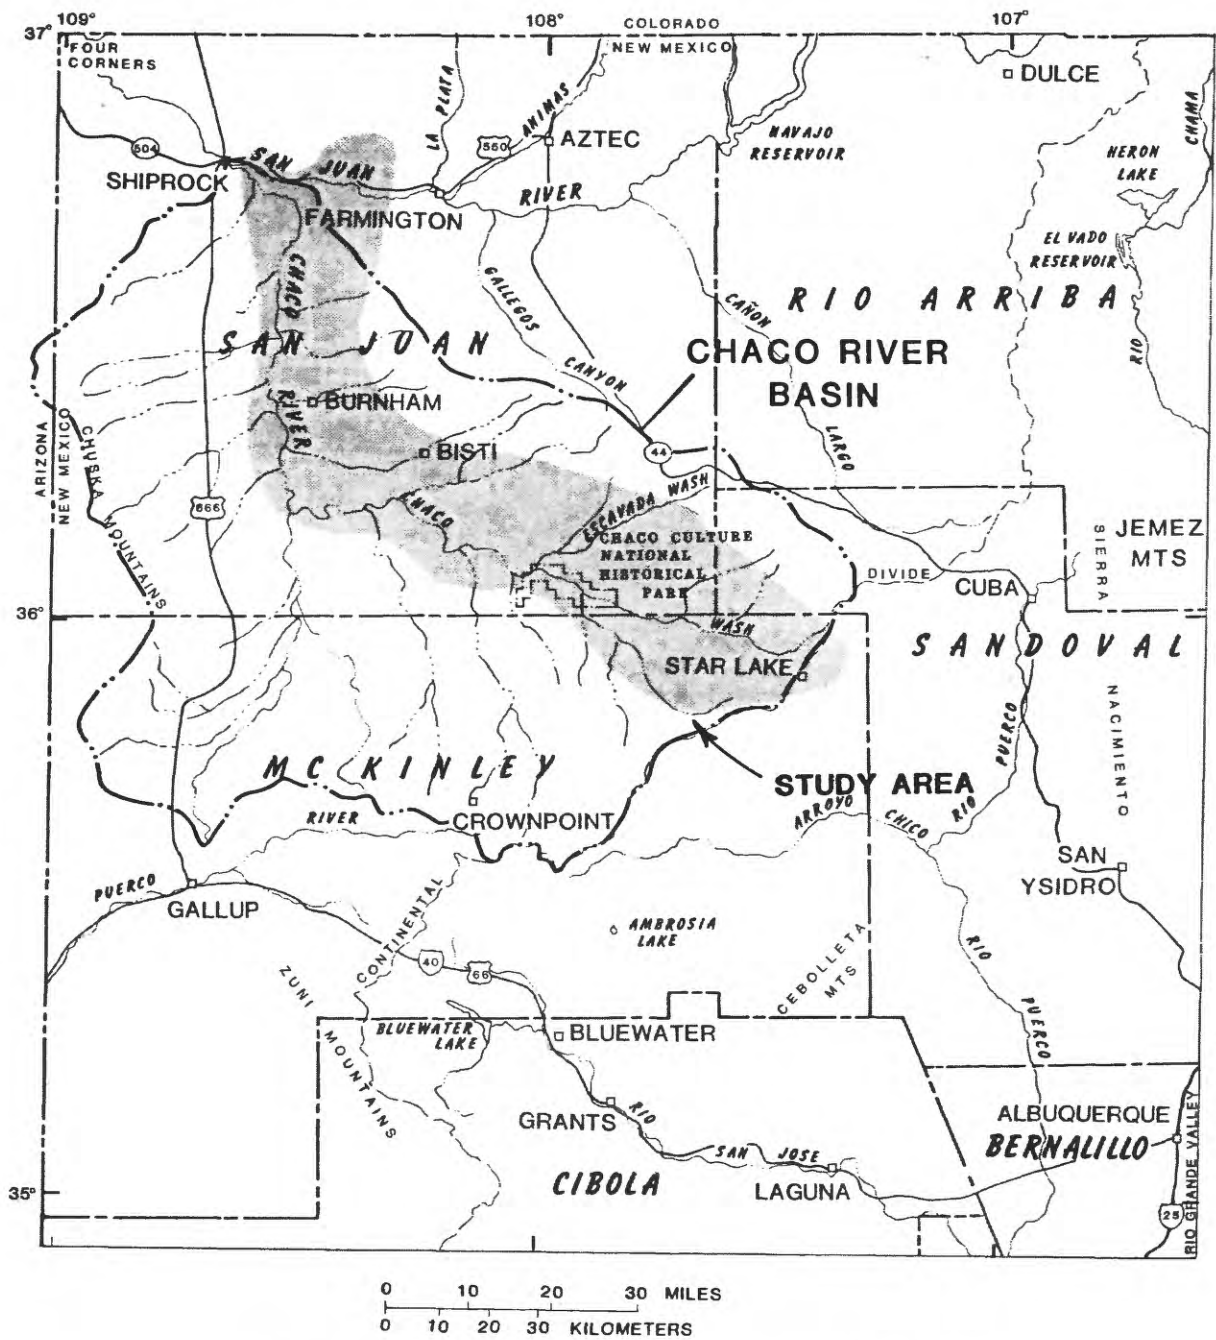 109°
108°
107°
37°
COLORADO
NEW MEXICO
FOUR
CORNERS
DULCE
LA PLATA
ANIMAS
CHAMA
504
550
AZTEC
NAVAJO
RESERVOIR
HERON
LAKE
SHIPROCK
SAN JUAN RIVER
FARMINGTON
EL VADO
RESERVOIR
CHACO RIVER
GALLEGOS CANYON
CAÑON LARGO
RIO ARRIBA
RIO
SAN JUAN
CHACO RIVER
BASIN
BURNHAM
ARIZONA
NEW MEXICO
CHUSKA MOUNTAINS
BISTI
44
666
CHACO
ESCAVADA WASH
CHACO CULTURE
NATIONAL
HISTORICAL
PARK
SIERRA
JEMEZ
MTS
DIVIDE
CUBA
36°
WASH
SANDOVAL
STAR LAKE
NACIMIENTO
PUERCO
RIO
MC KINLEY
STUDY AREA
ARROYO CHICO
RIVER
CROWNPOINT
SAN
YSIDRO
PUERCO
GALLUP
CONTINENTAL
AMBROSIA
LAKE
CEBOLLETA
MTS
RIO
PUERCO
40
66
ZUNI MOUNTAINS
BLUEWATER
LAKE
BLUEWATER
GRANTS
RIO
SAN JOSE
ALBUQUERQUE
BERNALILLO
RIO GRANDE VALLEY
35°
CIBOLA
LAGUNA
25
0 10 20 30 MILES
0 10 20 30 KILOMETERS